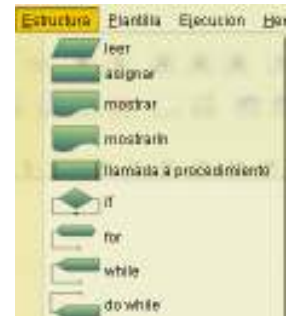 Estructura Plantilla Ejecucion
leer
asignar
mostrar
mostrarln
llamada a procedimiento
if
for
while
do while